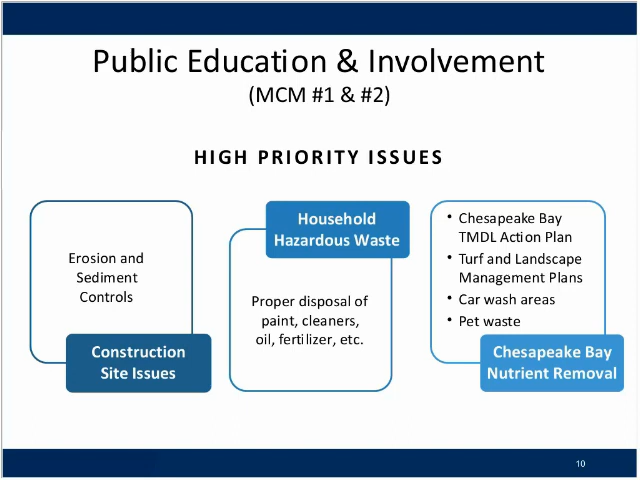 Public Education & Involvement
(MCM #1 & #2)
HIGH PRIORITY ISSUES
Erosion and
Sediment
Controls
Construction
Site Issues
Household
Hazardous Waste
Proper disposal of
paint, cleaners,
oil, fertilizer, etc.
• Chesapeake Bay
TMDL Action Plan
• Turf and Landscape
Management Plans
• Car wash areas
• Pet waste
Chesapeake Bay
Nutrient Removal
10